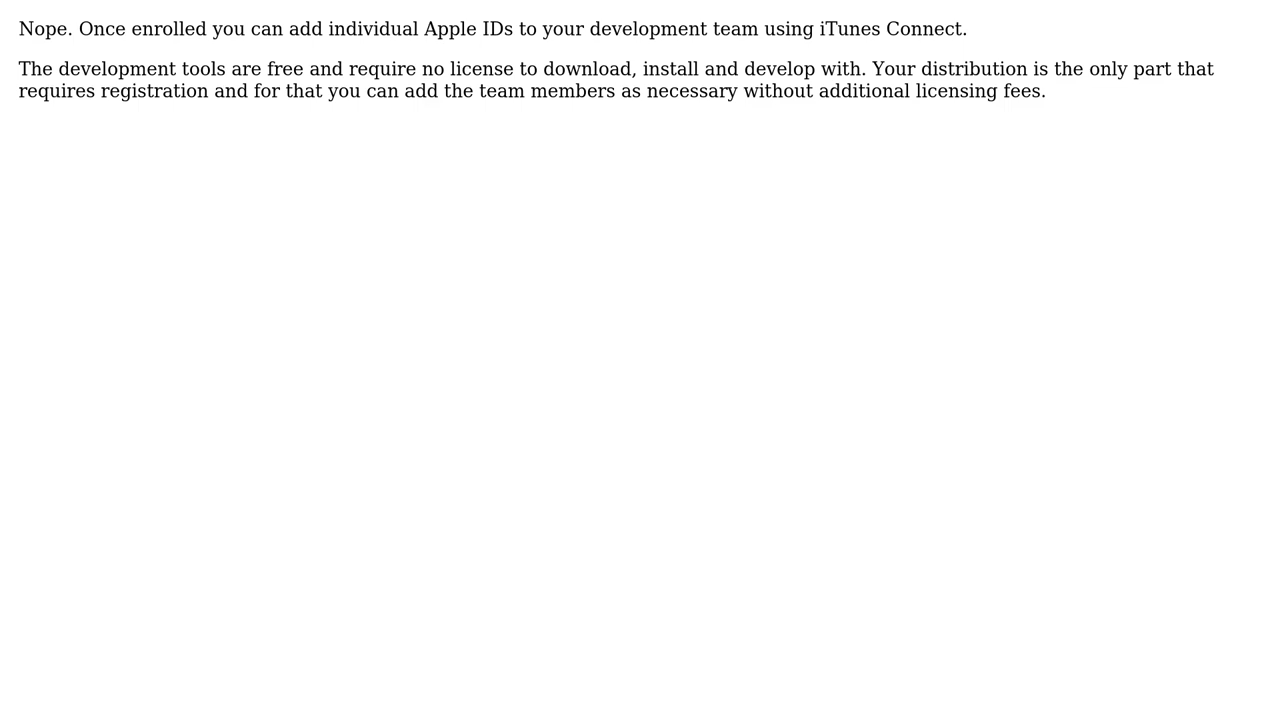 Nope. Once enrolled you can add individual Apple IDs to your development team using iTunes Connect.
The development tools are free and require no license to download, install and develop with. Your distribution is the only part that
requires registration and for that you can add the team members as necessary without additional licensing fees.